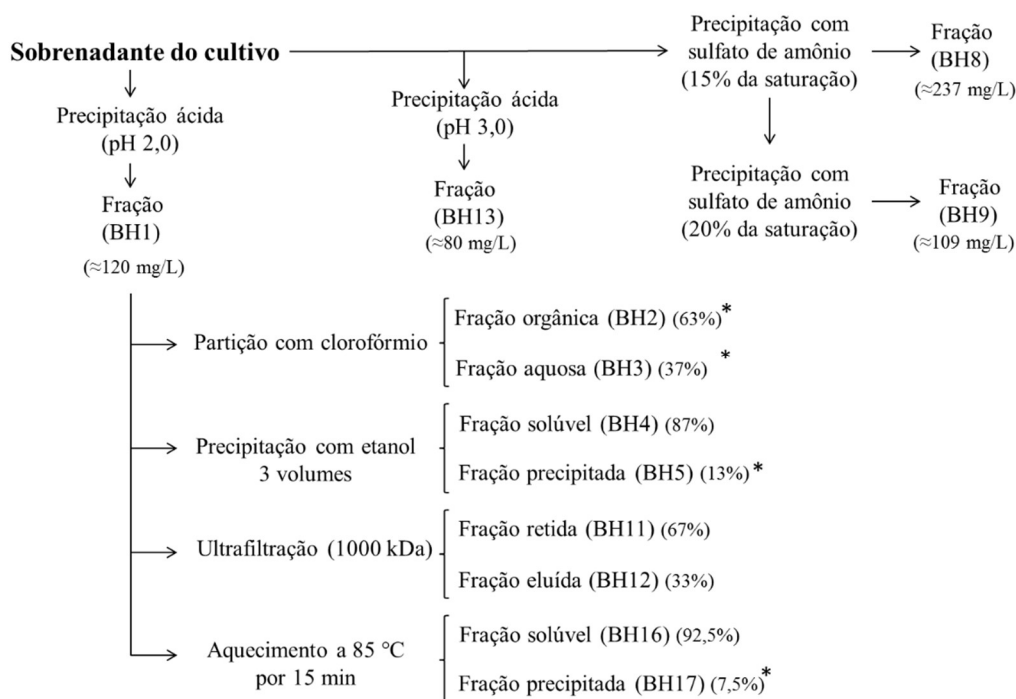 Sobrenadante do cultivo
Precipitação ácida
(pH 2,0)
Fração
(BH1)
(≈120 mg/L)
Precipitação ácida
(pH 3,0)
Fração
(BH13)
(≈80 mg/L)
Precipitação com
sulfato de amônio
(15% da saturação)
Fração
(BH8)
(≈237 mg/L)
Precipitação com
sulfato de amônio
(20% da saturação)
Fração
(BH9)
(≈109 mg/L)
Partição com clorofórmio
Fração orgânica (BH2) (63%)*
Fração aquosa (BH3) (37%) *
Precipitação com etanol
3 volumes
Fração solúvel (BH4) (87%)
Fração precipitada (BH5) (13%)*
Ultrafiltração (1000 kDa)
Fração retida (BH11) (67%)
Fração eluída (BH12) (33%)
Aquecimento a 85 °C
por 15 min
Fração solúvel (BH16) (92,5%)
Fração precipitada (BH17) (7,5%)*